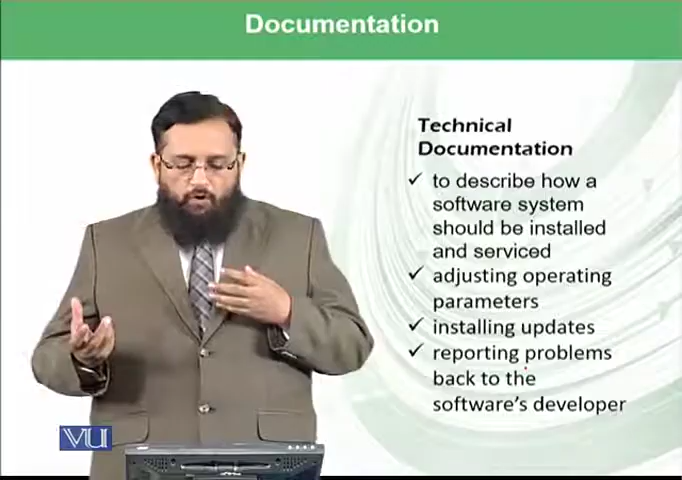 Documentation
Technical
Documentation
✓ to describe how a
software system
should be installed
and serviced
✓ adjusting operating
parameters
✓ installing updates
✓ reporting problems
back to the
software's developer
VU